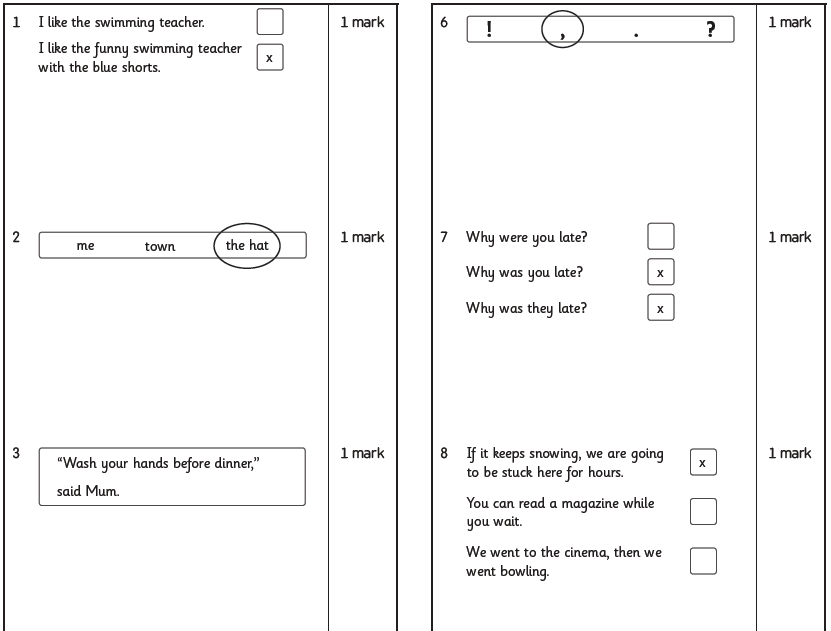 1 I like the swimming teacher. 1 mark
I like the funny swimming teacher x
with the blue shorts.
2 me town the hat 1 mark
3 “Wash your hands before dinner,” 1 mark
said Mum.
6 ! , . ? 1 mark
7 Why were you late? 1 mark
Why was you late? x
Why was they late? x
8 If it keeps snowing, we are going x 1 mark
to be stuck here for hours.
You can read a magazine while
you wait.
We went to the cinema, then we
went bowling.